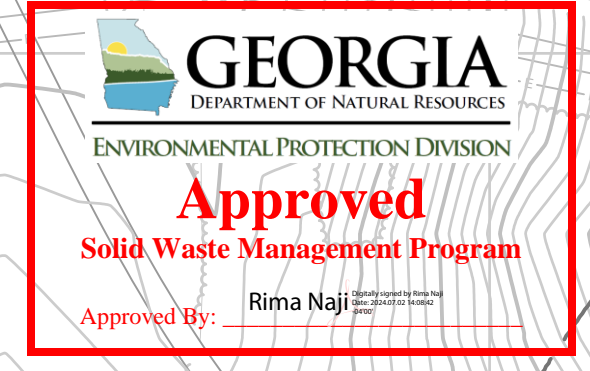 GEORGIA
DEPARTMENT OF NATURAL RESOURCES
ENVIRONMENTAL PROTECTION DIVISION
Approved
Solid Waste Management Program
Approved By: Rima Naji
Digitally signed by Rima Naji
Date: 2024.07.02 14:08:42
-04'00'